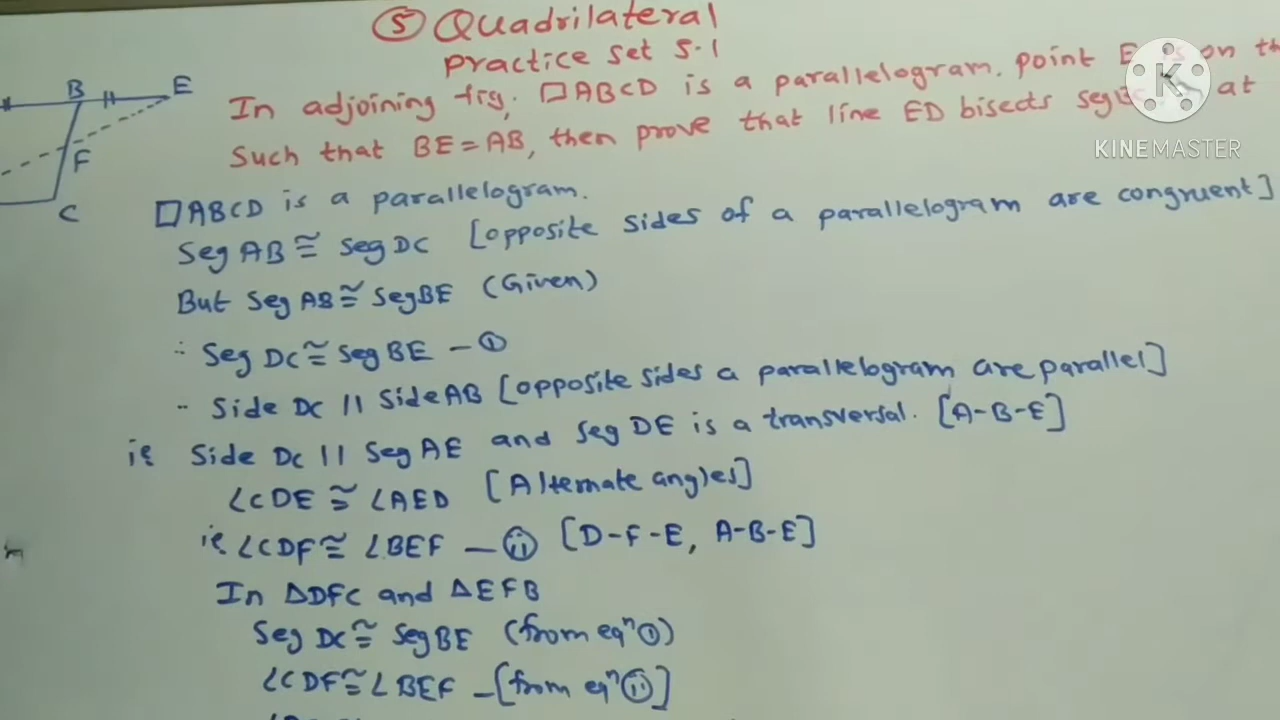 ⑤ Quadrilateral
Practice set 5.1
In adjoining fig; □ABCD is a parallelogram. point E is on the
Such that BE = AB, then prove that line ED bisects seg at
B
E
F
C
K
KINEMASTER
□ABCD is a parallelogram.
Seg AB ≅ seg DC [opposite sides of a parallelogram are congruent]
But seg AB ≅ seg BE (Given)
∴ Seg DC ≅ seg BE — ①
.. Side DC || side AB [opposite sides a parallelogram are parallel]
ie Side DC || seg AE and seg DE is a transversal. [A-B-E]
∠CDE ≅ ∠AED [Alternate angles]
ie ∠CDF ≅ ∠BEF — ⓘⓘ [D-F-E, A-B-E]
In △DFC and △EFB
Seg DC ≅ seg BE (from eqⁿ ①)
∠CDF ≅ ∠BEF — [from eqⁿ ⓘⓘ]